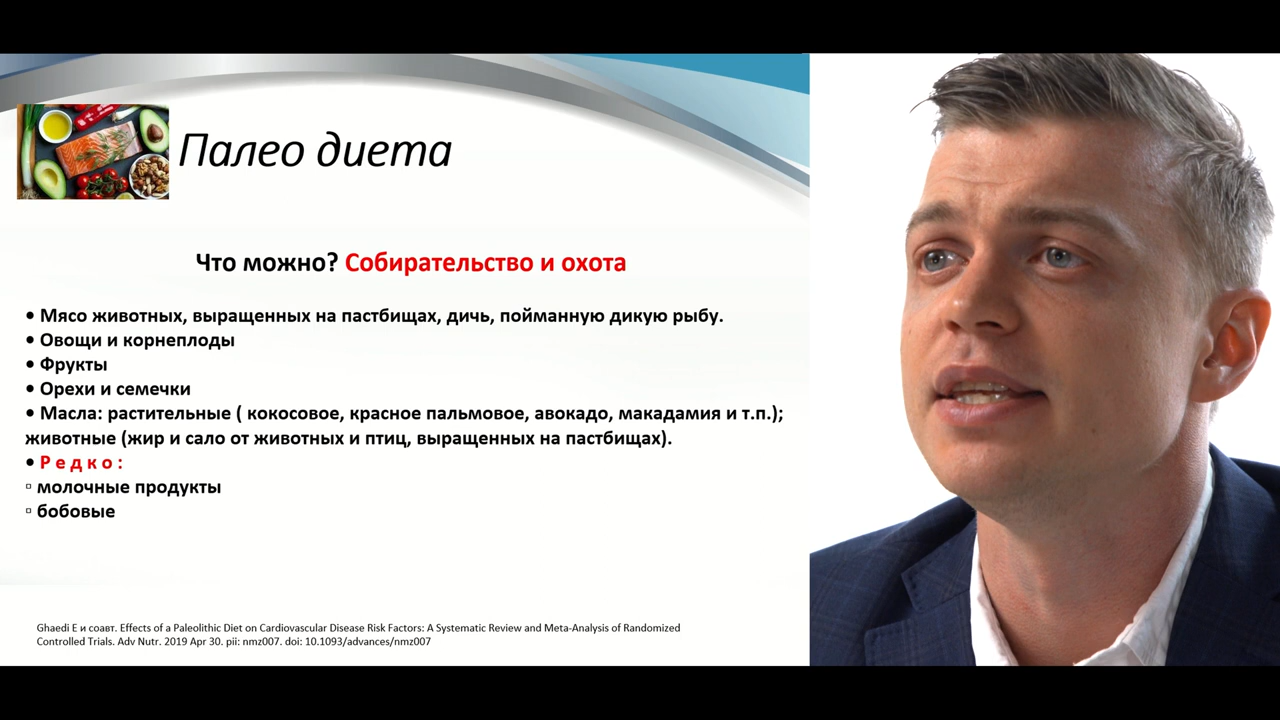 Палео диета
Что можно? Собирательство и охота
• Мясо животных, выращенных на пастбищах, дичь, пойманную дикую рыбу.
• Овощи и корнеплоды
• Фрукты
• Орехи и семечки
• Масла: растительные ( кокосовое, красное пальмовое, авокадо, макадамия и т.п.);
животные (жир и сало от животных и птиц, выращенных на пастбищах).
• Р е д к о :
▫ молочные продукты
▫ бобовые
Ghaedi E и соавт. Effects of a Paleolithic Diet on Cardiovascular Disease Risk Factors: A Systematic Review and Meta-Analysis of Randomized
Controlled Trials. Adv Nutr. 2019 Apr 30. pii: nmz007. doi: 10.1093/advances/nmz007